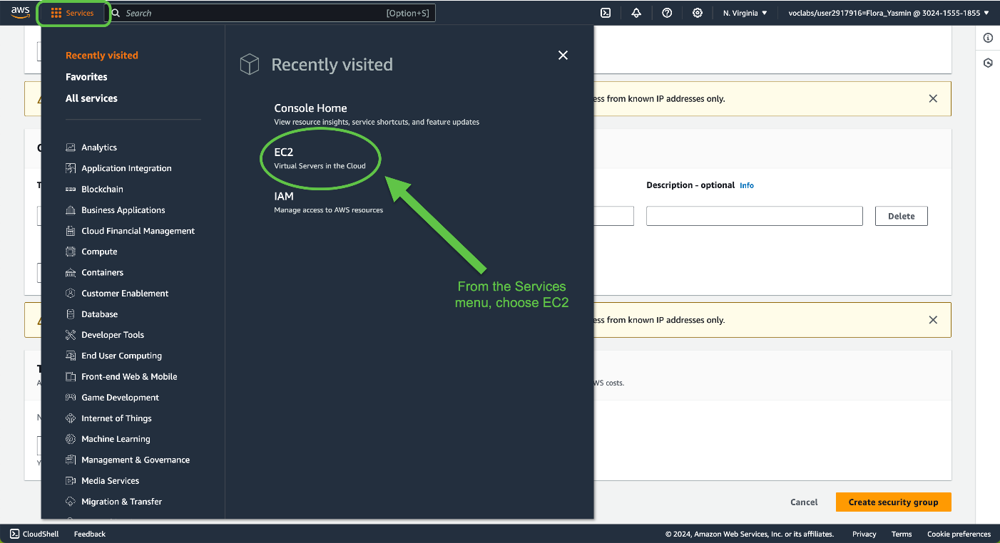 aws
Services
Search
[Option+S]
N. Virginia
voclabs/user2917916=Flora_Yasmin @ 3024-1555-1855
Recently visited
Favorites
All services
Analytics
Application Integration
Blockchain
Business Applications
Cloud Financial Management
Compute
Containers
Customer Enablement
Database
Developer Tools
End User Computing
Front-end Web & Mobile
Game Development
Internet of Things
Machine Learning
Management & Governance
Media Services
Migration & Transfer
Recently visited
Console Home
View resource insights, service shortcuts, and feature updates
EC2
Virtual Servers in the Cloud
IAM
Manage access to AWS resources
From the Services
menu, choose EC2
from known IP addresses only.
Description - optional Info
Delete
from known IP addresses only.
costs.
Cancel
Create security group
CloudShell
Feedback
© 2024, Amazon Web Services, Inc. or its affiliates.
Privacy
Terms
Cookie preferences